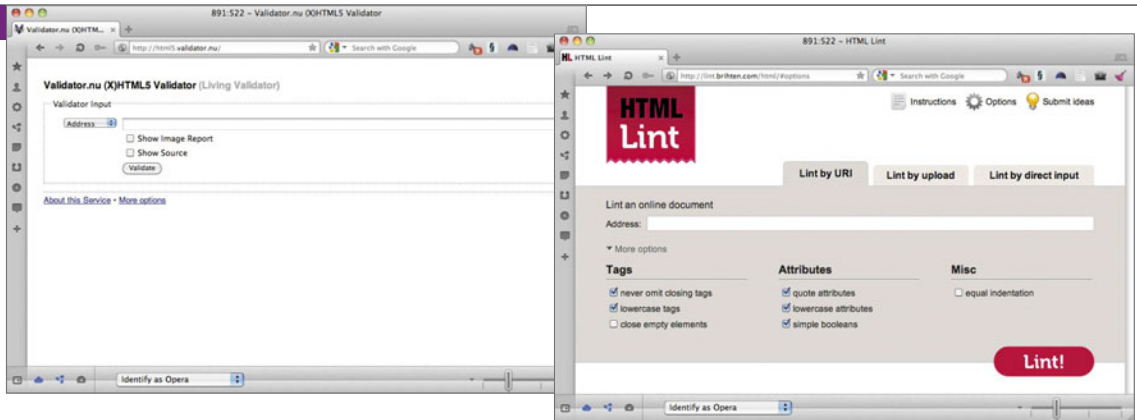 891:522 – Validator.nu (X)HTML5 Validator
Validator.nu (X)HTM...
http://html5.validator.nu/
Search with Google
Validator.nu (X)HTML5 Validator (Living Validator)
Validator Input
Address
Show Image Report
Show Source
Validate
About this Service • More options
Identify as Opera
891:522 – HTML Lint
HL HTML Lint
http://lint.brihten.com/html/#options
Search with Google
HTML
Lint
Instructions Options Submit ideas
Lint by URI Lint by upload Lint by direct input
Lint an online document
Address:
More options
Tags Attributes Misc
never omit closing tags quote attributes equal indentation
lowercase tags lowercase attributes
close empty elements simple booleans
Lint!
Identify as Opera